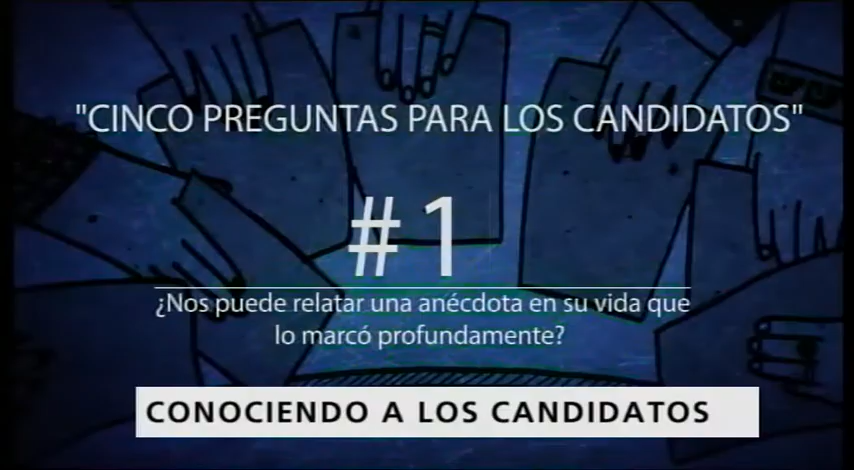 "CINCO PREGUNTAS PARA LOS CANDIDATOS"
#1
¿Nos puede relatar una anécdota en su vida que
lo marcó profundamente?
CONOCIENDO A LOS CANDIDATOS